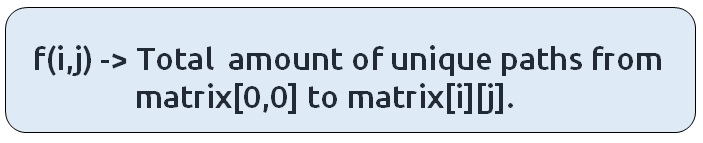 f(i,j) -> Total amount of unique paths from
matrix[0,0] to matrix[i][j].